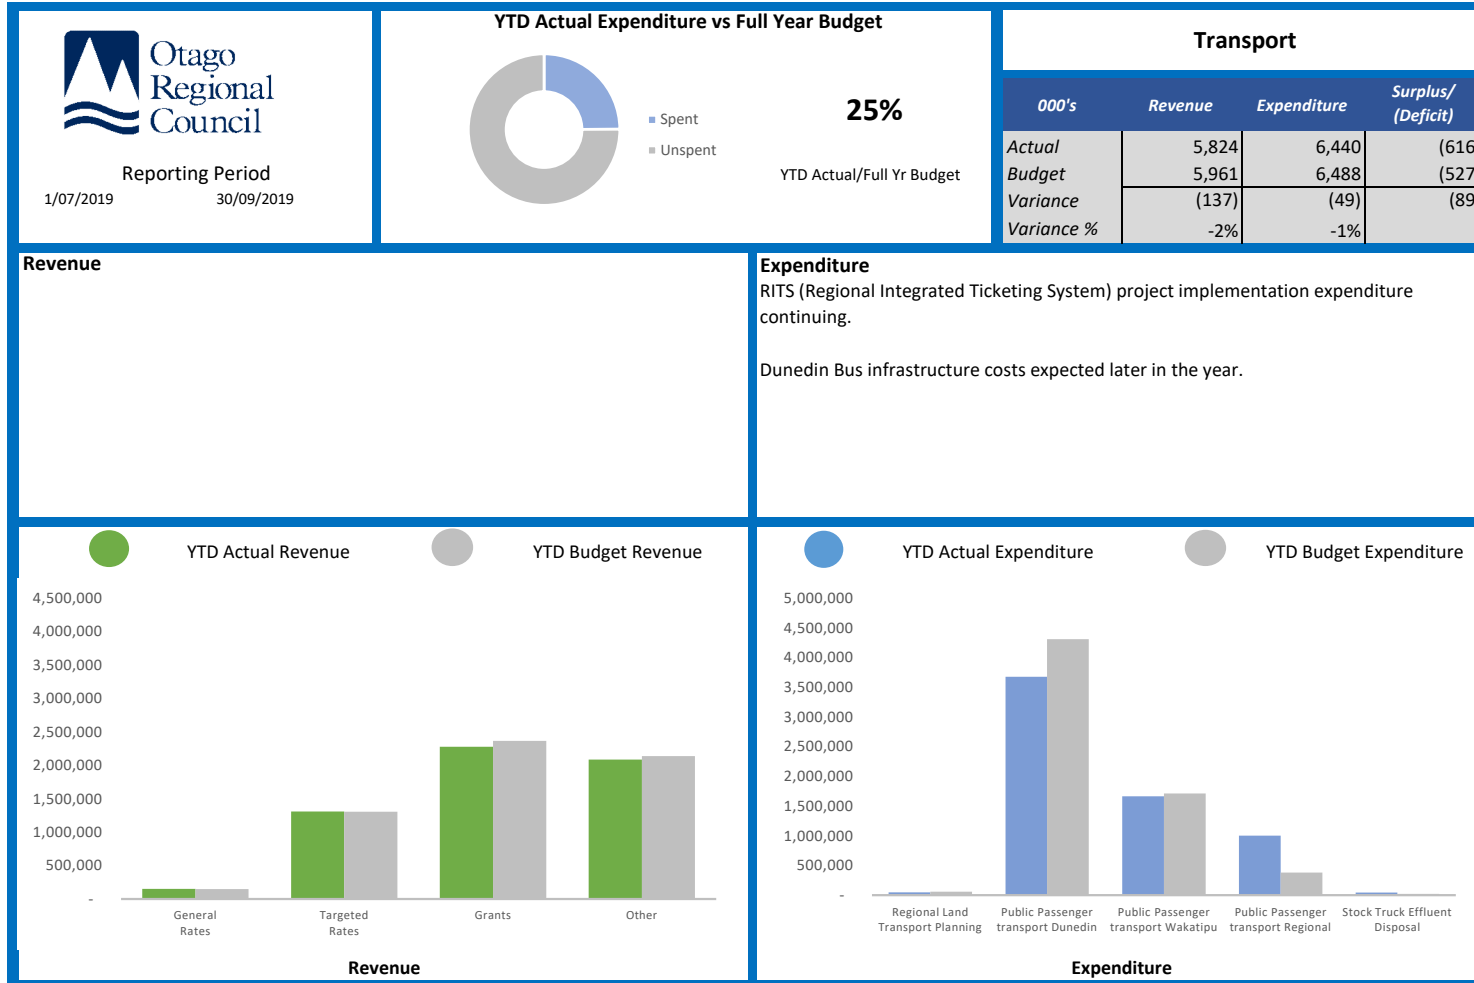 Otago
Regional
Council
Reporting Period
1/07/2019 30/09/2019
YTD Actual Expenditure vs Full Year Budget
Spent
Unspent
25%
YTD Actual/Full Yr Budget
Transport
000's Revenue Expenditure Surplus/ (Deficit)
Actual 5,824 6,440 (616
Budget 5,961 6,488 (527
Variance (137) (49) (89
Variance % -2% -1%
Revenue
Expenditure
RITS (Regional Integrated Ticketing System) project implementation expenditure
continuing.
Dunedin Bus infrastructure costs expected later in the year.
YTD Actual Revenue YTD Budget Revenue
4,500,000
4,000,000
3,500,000
3,000,000
2,500,000
2,000,000
1,500,000
1,000,000
500,000
-
General Rates
Targeted Rates
Grants
Other
Revenue
YTD Actual Expenditure YTD Budget Expenditure
5,000,000
4,500,000
4,000,000
3,500,000
3,000,000
2,500,000
2,000,000
1,500,000
1,000,000
500,000
-
Regional Land Transport Planning
Public Passenger transport Dunedin
Public Passenger transport Wakatipu
Public Passenger transport Regional
Stock Truck Effluent Disposal
Expenditure